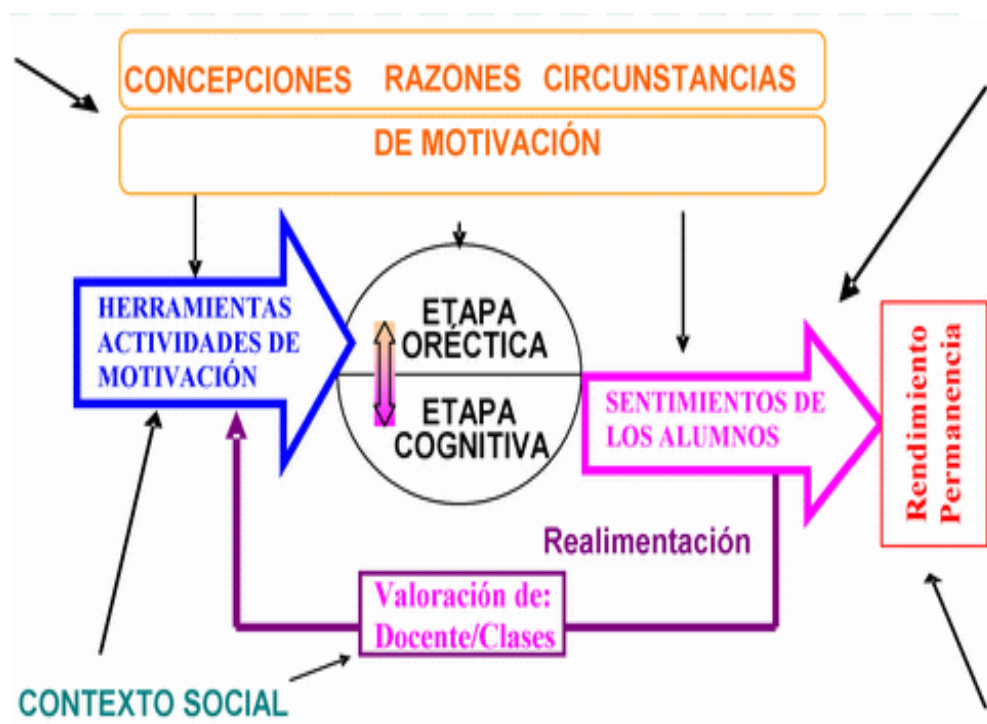 CONCEPCIONES RAZONES CIRCUNSTANCIAS
DE MOTIVACIÓN
HERRAMIENTAS
ACTIVIDADES DE
MOTIVACIÓN
ETAPA
ORÉCTICA
ETAPA
COGNITIVA
SENTIMIENTOS DE
LOS ALUMNOS
Rendimiento
Permanencia
Realimentación
Valoración de:
Docente/Clases
CONTEXTO SOCIAL